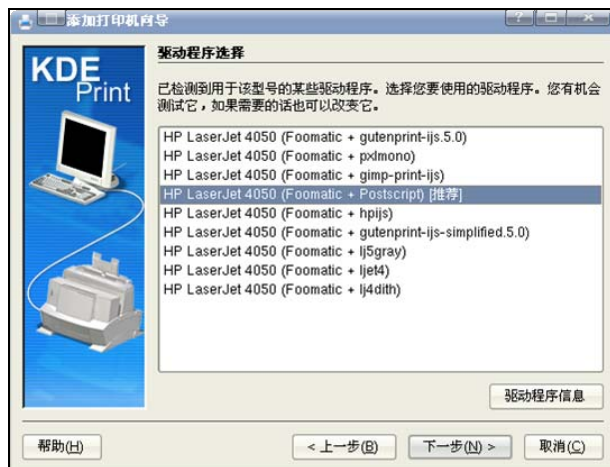 添加打印机向导
KDE
Print
驱动程序选择
已检测到用于该型号的某些驱动程序。选择您要使用的驱动程序。您有机会
测试它，如果需要的话也可以改变它。
HP LaserJet 4050 (Foomatic + gutenprint-ijs.5.0)
HP LaserJet 4050 (Foomatic + pxlmono)
HP LaserJet 4050 (Foomatic + gimp-print-ijs)
HP LaserJet 4050 (Foomatic + Postscript) [推荐]
HP LaserJet 4050 (Foomatic + hpijs)
HP LaserJet 4050 (Foomatic + gutenprint-ijs-simplified.5.0)
HP LaserJet 4050 (Foomatic + lj5gray)
HP LaserJet 4050 (Foomatic + ljet4)
HP LaserJet 4050 (Foomatic + lj4dith)
驱动程序信息
帮助(H) < 上一步(B) 下一步(N) > 取消(C)